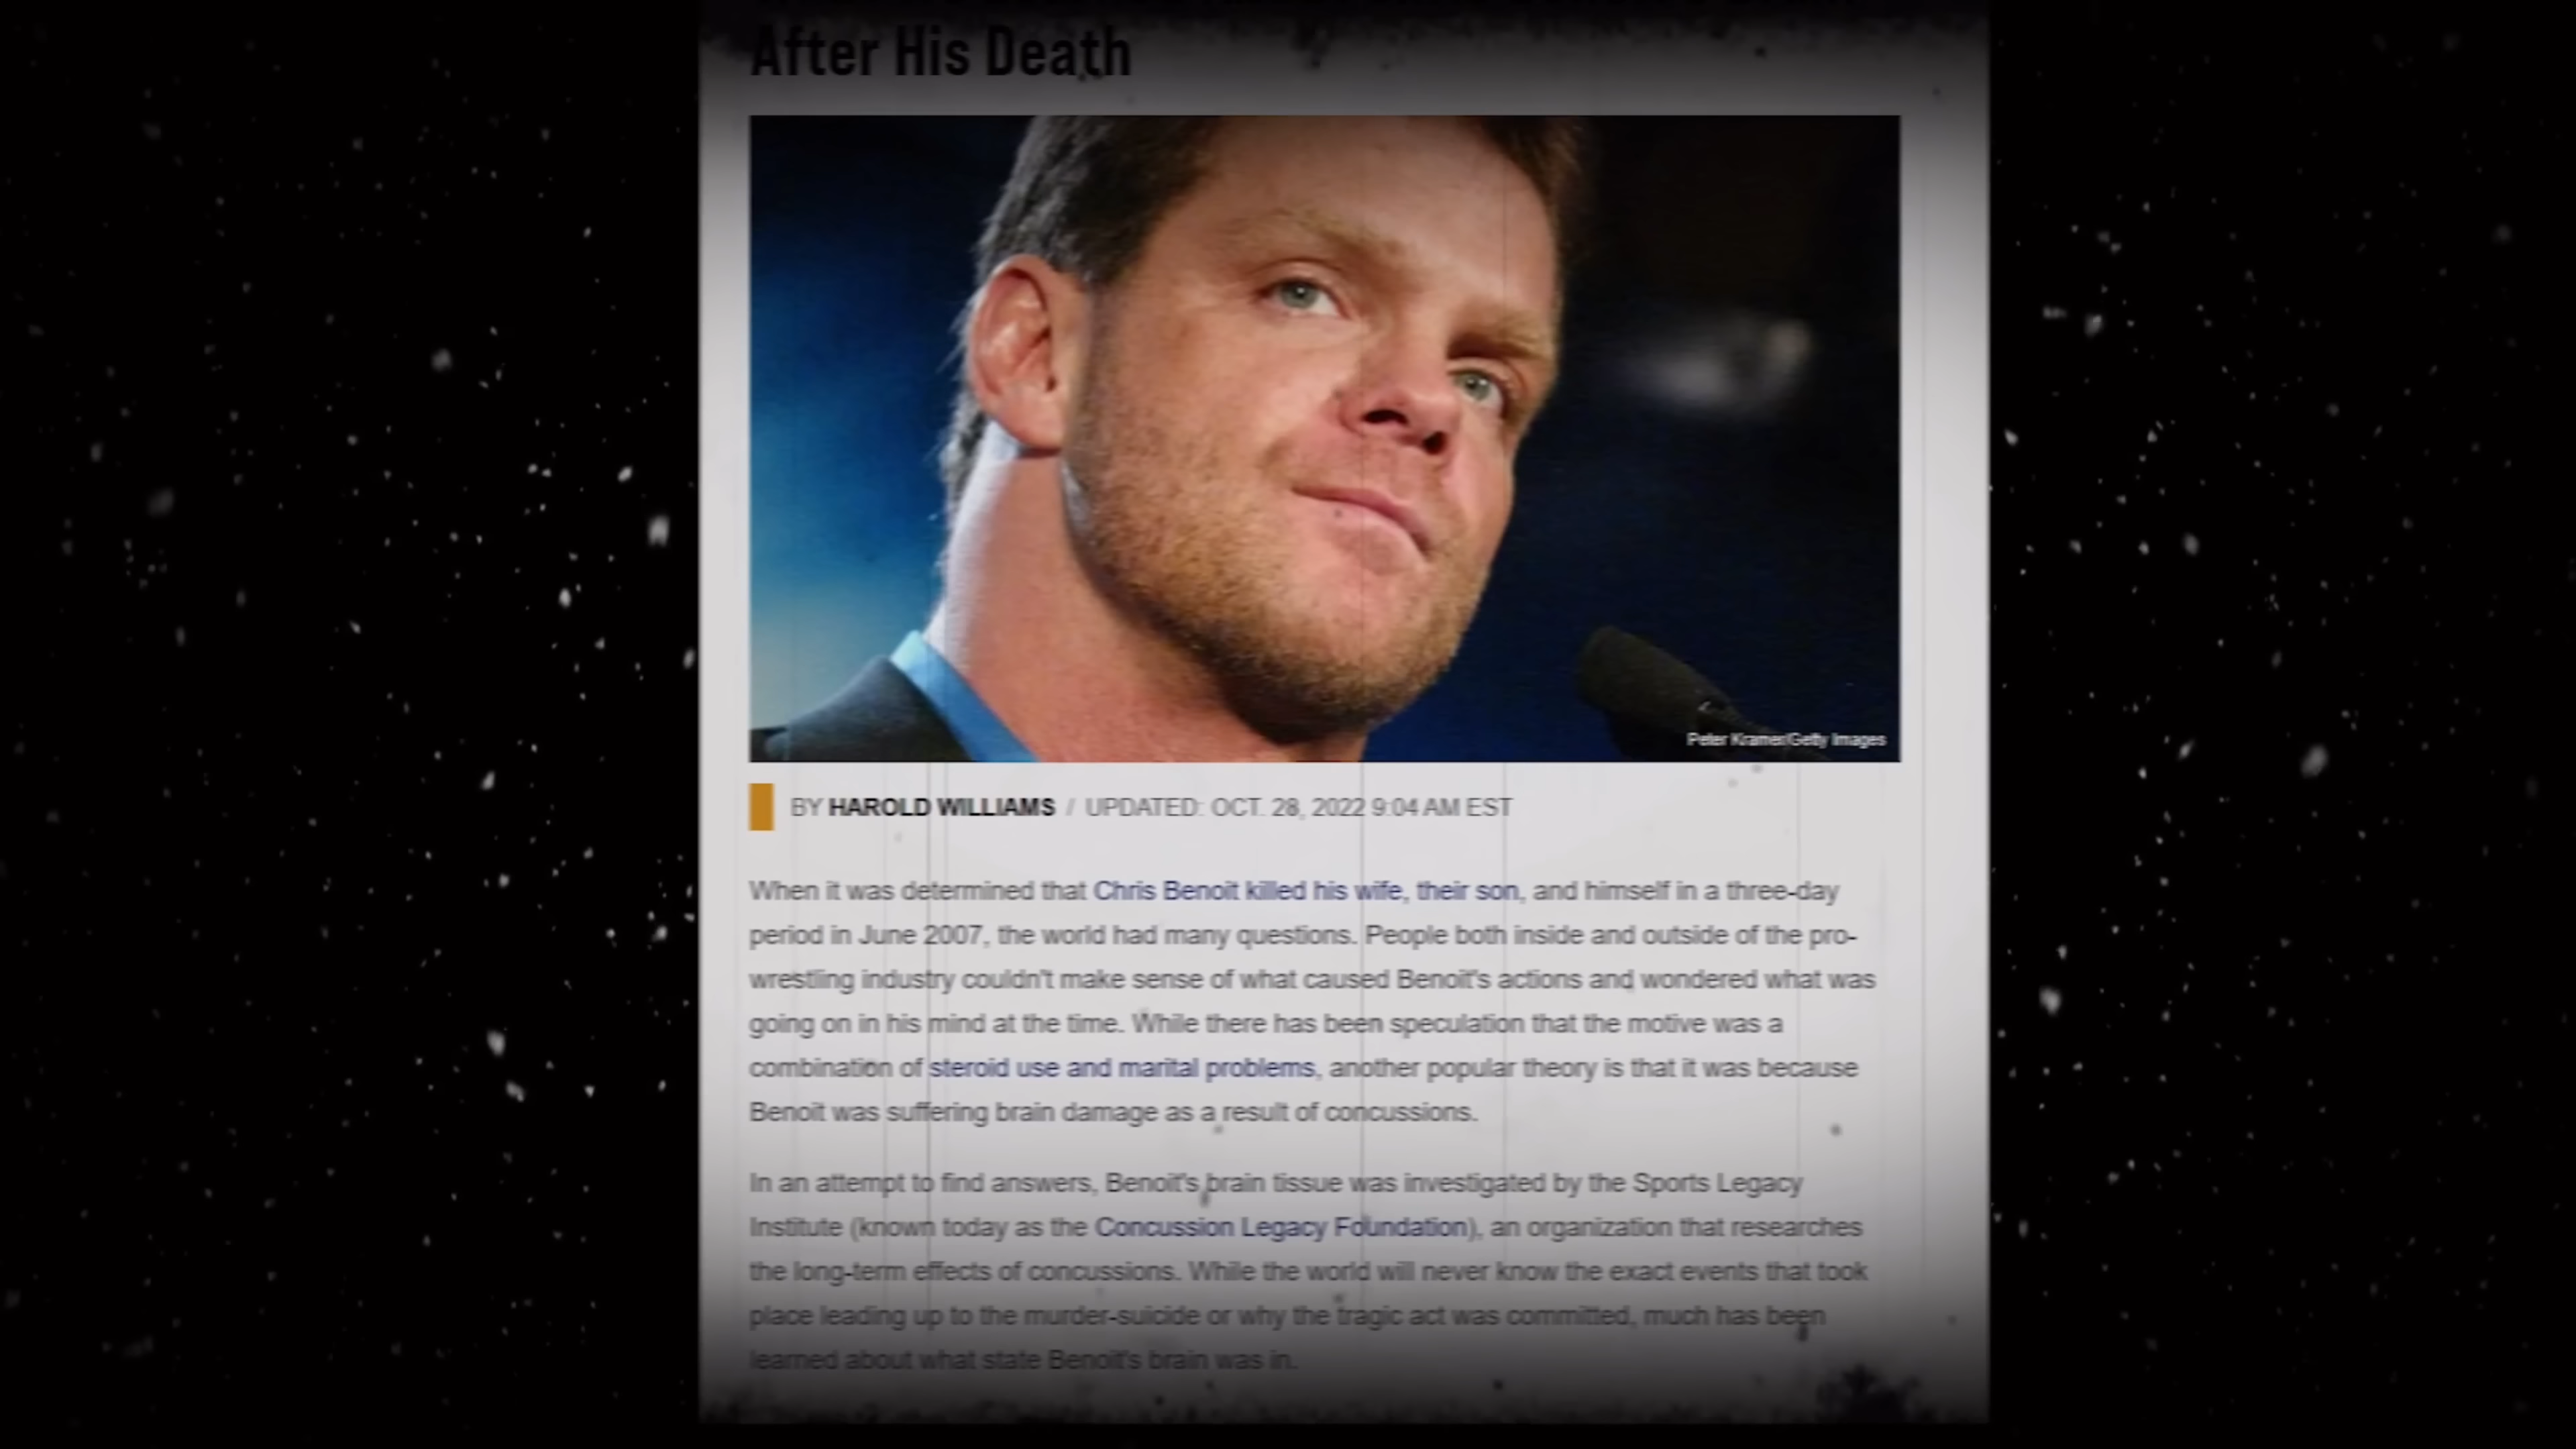 After His Death
Peter Kramer/Getty Images
BY HAROLD WILLIAMS / UPDATED: OCT. 28, 2022 9:04 AM EST
When it was determined that Chris Benoit killed his wife, their son, and himself in a three-day
period in June 2007, the world had many questions. People both inside and outside of the pro-
wrestling industry couldn't make sense of what caused Benoit's actions and wondered what was
going on in his mind at the time. While there has been speculation that the motive was a
combination of steroid use and marital problems, another popular theory is that it was because
Benoit was suffering brain damage as a result of concussions.
In an attempt to find answers, Benoit's brain tissue was investigated by the Sports Legacy
Institute (known today as the Concussion Legacy Foundation), an organization that researches
the long-term effects of concussions. While the world will never know the exact events that took
place leading up to the murder-suicide or why the tragic act was committed, much has been
learned about what state Benoit's brain was in.